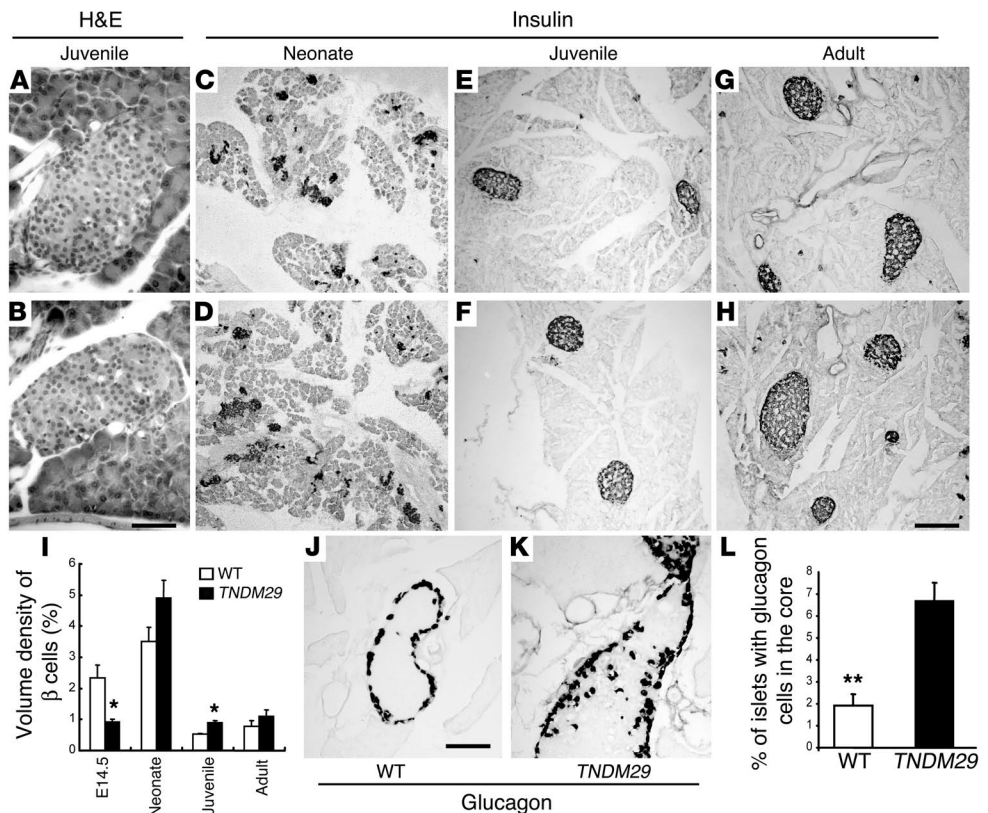 H&E
Insulin
Juvenile
Neonate
Juvenile
Adult
A
C
E
G
B
D
F
H
I
WT
TNDM29
Volume density of
β cells (%)
6
5
4
3
2
1
0
*
*
E14.5
Neonate
Juvenile
Adult
J
K
WT
TNDM29
Glucagon
L
% of islets with glucagon
cells in the core
8
7
6
5
4
3
2
1
0
**
WT
TNDM29